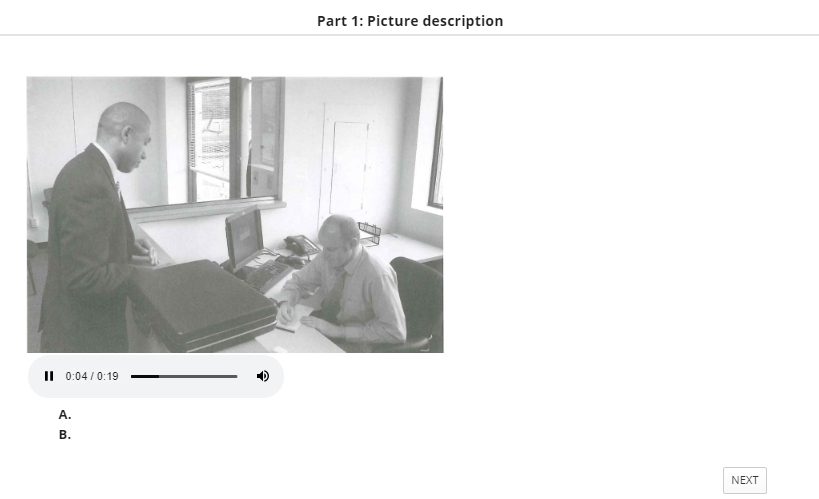 Part 1: Picture description
0:04 / 0:19
A.
B.
NEXT